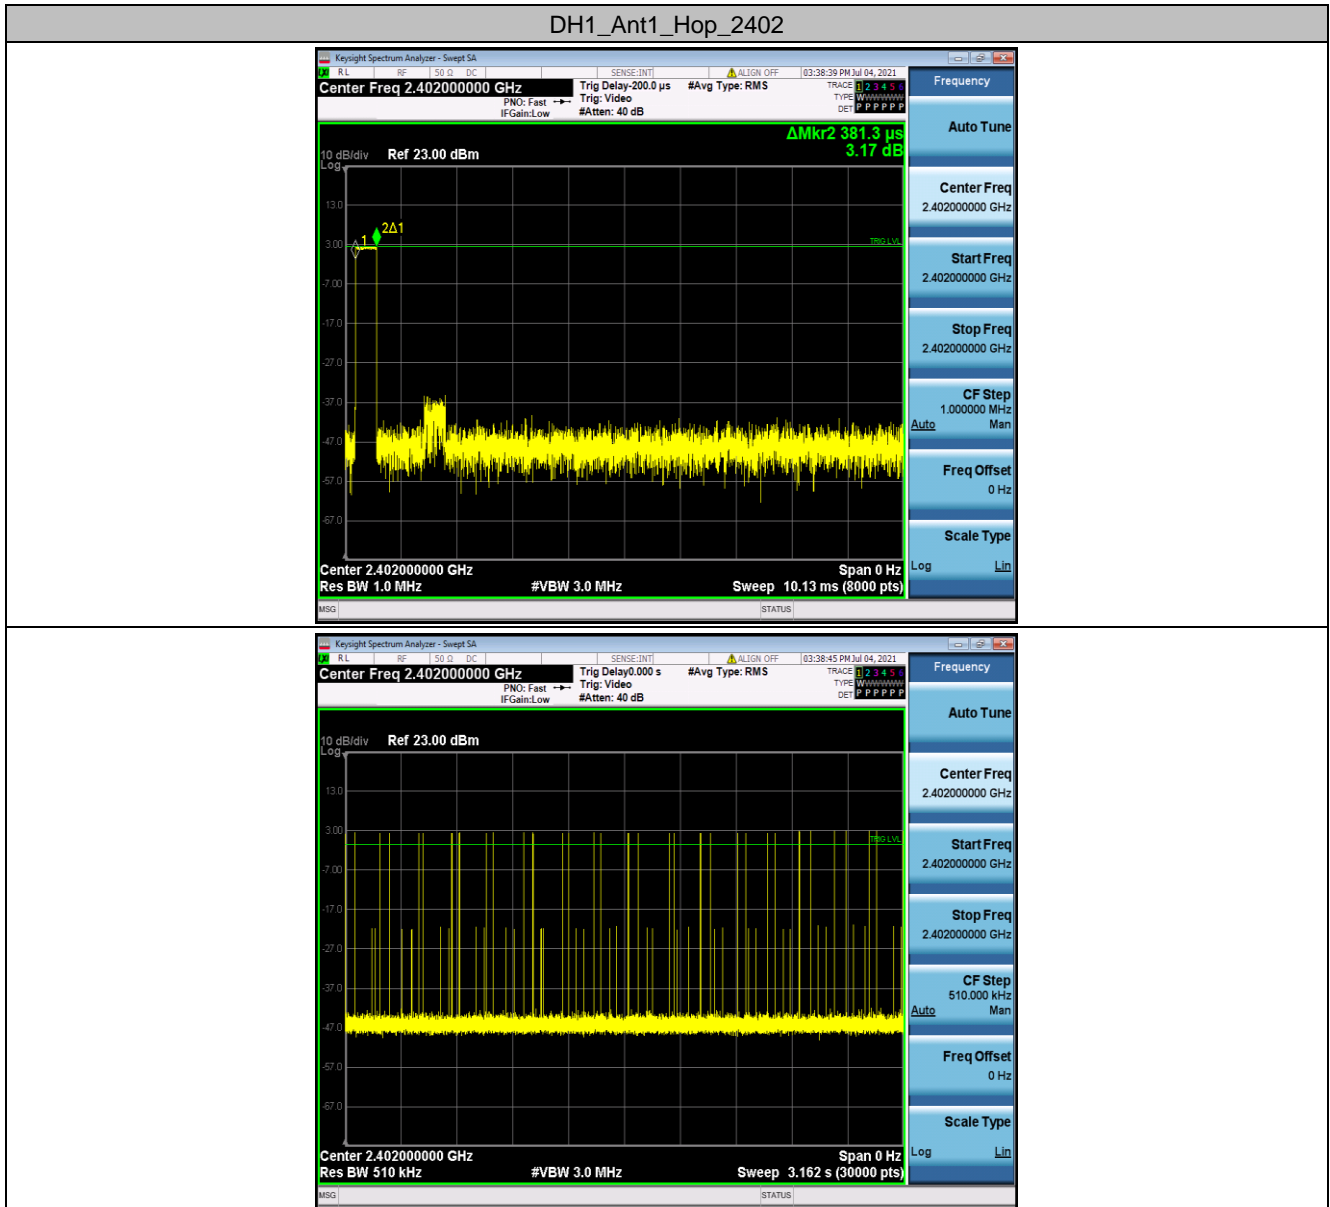 DH1_Ant1_Hop_2402
Keysight Spectrum Analyzer - Swept SA
RL RF 50 Ω DC SENSE:INT ALIGN OFF 03:38:39 PM Jul 04, 2021
Center Freq 2.402000000 GHz
PNO: Fast
IFGain:Low
Trig Delay-200.0 µs
Trig: Video
#Atten: 40 dB
#Avg Type: RMS
TRACE 1 2 3 4 5 6
TYPE WWWWWW
DET P P P P P P
ΔMkr2 381.3 µs
3.17 dB
10 dB/div
Log
Ref 23.00 dBm
13.0
3.00
-7.00
-17.0
-27.0
-37.0
-47.0
-57.0
-67.0
1
2Δ1
TRIG LVL
Center 2.402000000 GHz
Span 0 Hz
Res BW 1.0 MHz
#VBW 3.0 MHz
Sweep 10.13 ms (8000 pts)
MSG
STATUS
Frequency
Auto Tune
Center Freq
2.402000000 GHz
Start Freq
2.402000000 GHz
Stop Freq
2.402000000 GHz
CF Step
1.000000 MHz
Auto Man
Freq Offset
0 Hz
Scale Type
Log Lin
Keysight Spectrum Analyzer - Swept SA
RL RF 50 Ω DC SENSE:INT ALIGN OFF 03:38:45 PM Jul 04, 2021
Center Freq 2.402000000 GHz
PNO: Fast
IFGain:Low
Trig Delay0.000 s
Trig: Video
#Atten: 40 dB
#Avg Type: RMS
TRACE 1 2 3 4 5 6
TYPE WWWWWW
DET P P P P P P
10 dB/div
Log
Ref 23.00 dBm
13.0
3.00
-7.00
-17.0
-27.0
-37.0
-47.0
-57.0
-67.0
TRIG LVL
Center 2.402000000 GHz
Span 0 Hz
Res BW 510 kHz
#VBW 3.0 MHz
Sweep 3.162 s (30000 pts)
MSG
STATUS
Frequency
Auto Tune
Center Freq
2.402000000 GHz
Start Freq
2.402000000 GHz
Stop Freq
2.402000000 GHz
CF Step
510.000 kHz
Auto Man
Freq Offset
0 Hz
Scale Type
Log Lin